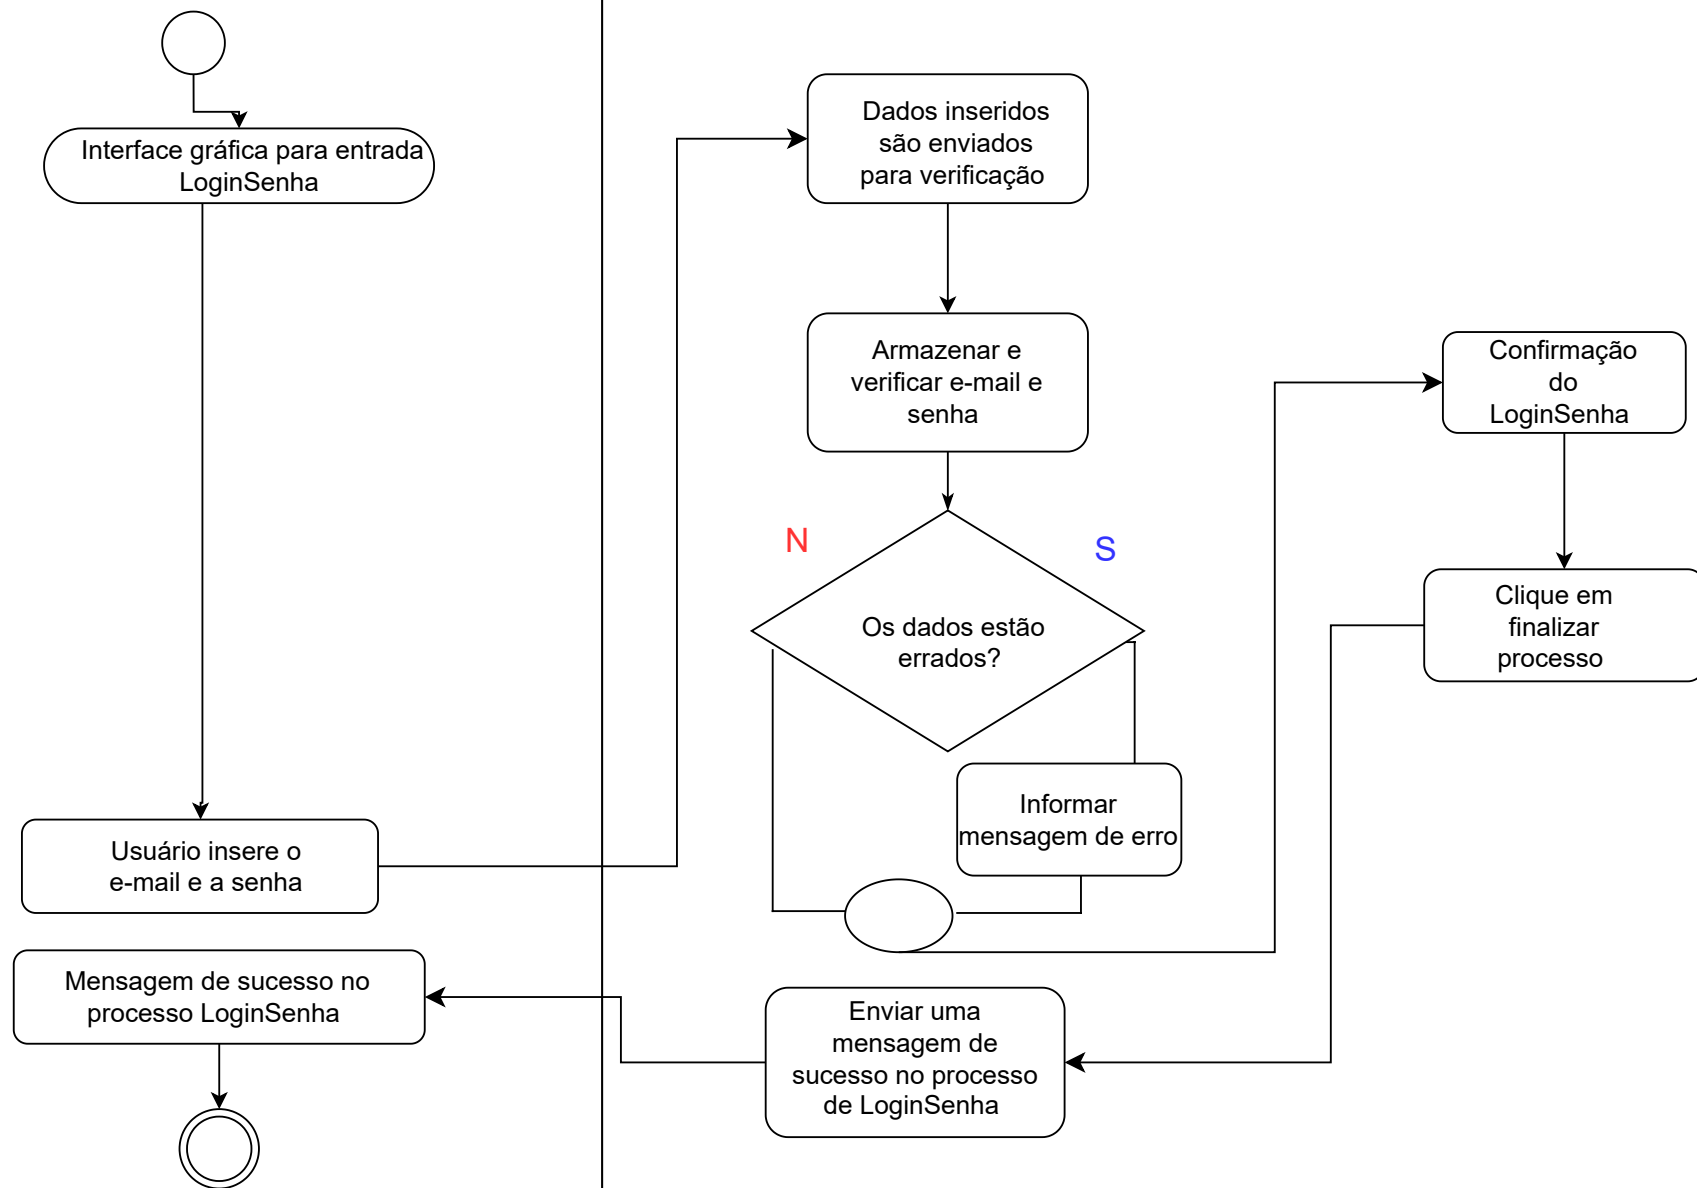 Interface gráfica para entrada
LoginSenha
Usuário insere o
e-mail e a senha
Mensagem de sucesso no
processo LoginSenha
Dados inseridos
são enviados
para verificação
Armazenar e
verificar e-mail e
senha
N
S
Os dados estão
errados?
Informar
mensagem de erro
Enviar uma
mensagem de
sucesso no processo
de LoginSenha
Confirmação
do
LoginSenha
Clique em
finalizar
processo